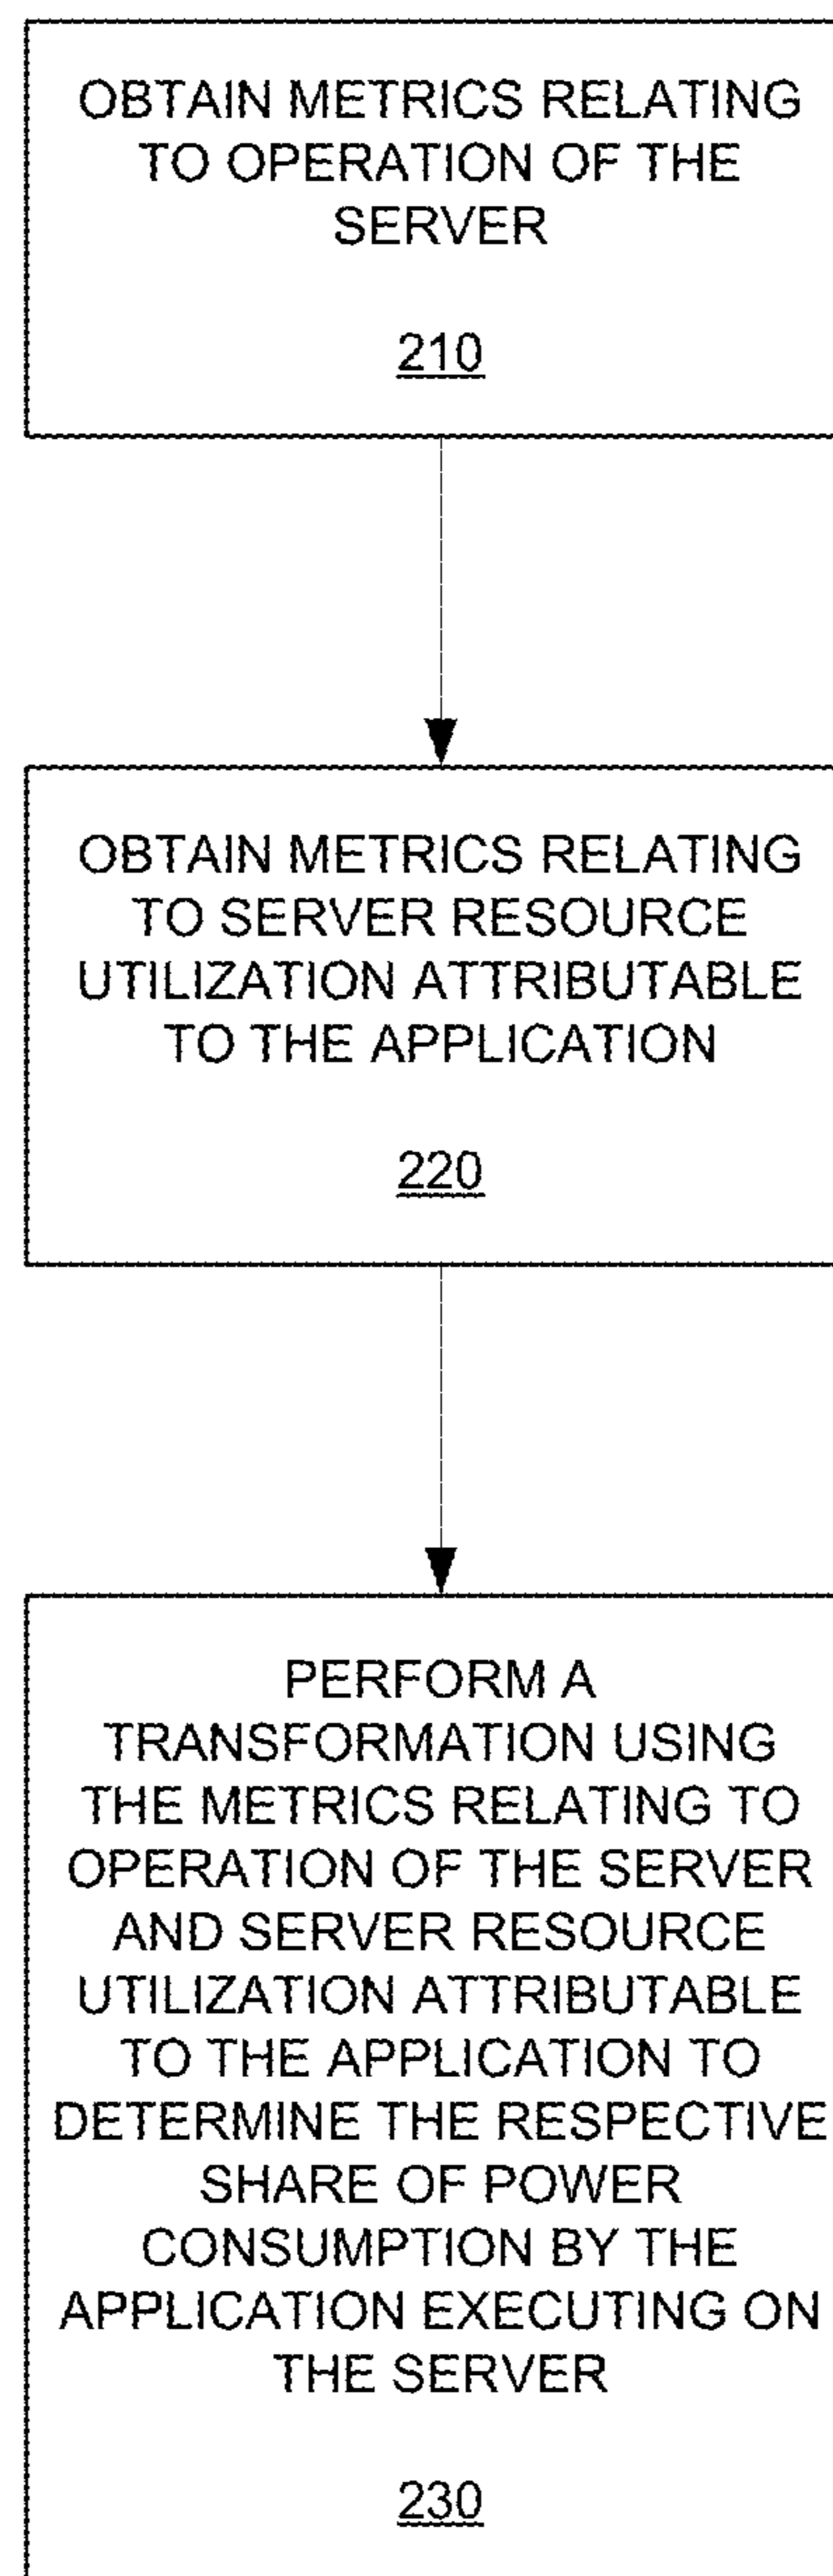 OBTAIN METRICS RELATING
TO OPERATION OF THE
SERVER
210
OBTAIN METRICS RELATING
TO SERVER RESOURCE
UTILIZATION ATTRIBUTABLE
TO THE APPLICATION
220
PERFORM A
TRANSFORMATION USING
THE METRICS RELATING TO
OPERATION OF THE SERVER
AND SERVER RESOURCE
UTILIZATION ATTRIBUTABLE
TO THE APPLICATION TO
DETERMINE THE RESPECTIVE
SHARE OF POWER
CONSUMPTION BY THE
APPLICATION EXECUTING ON
THE SERVER
230